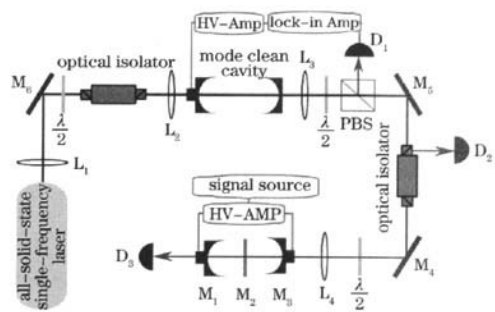 HV-Amp
lock-in Amp
D1
optical isolator
mode clean
cavity
M6
λ/2
L2
L3
λ/2
PBS
M5
L1
D2
optical isolator
signal source
HV-AMP
all-solid-state
single-frequency
laser
D3
M1
M2
M3
L4
λ/2
M4